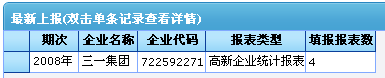 最新上报(双击单条记录查看详情)
期次 企业名称 企业代码 报表类型 填报报表数
2008年 三一集团 722592271 高新企业统计报表 4